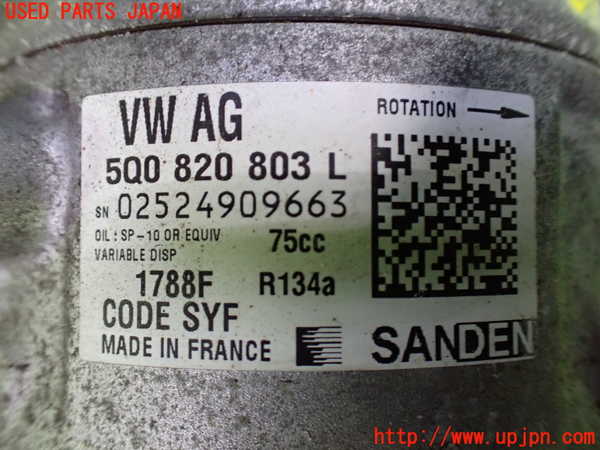 USED PARTS JAPAN
VW AG
ROTATION
5Q0 820 803 L
SN 02524909663
OIL : SP-10 OR EQUIV 75cc
VARIABLE DISP
1788F R134a
CODE SYF
MADE IN FRANCE
SANDEN
http://www.upjpn.com/